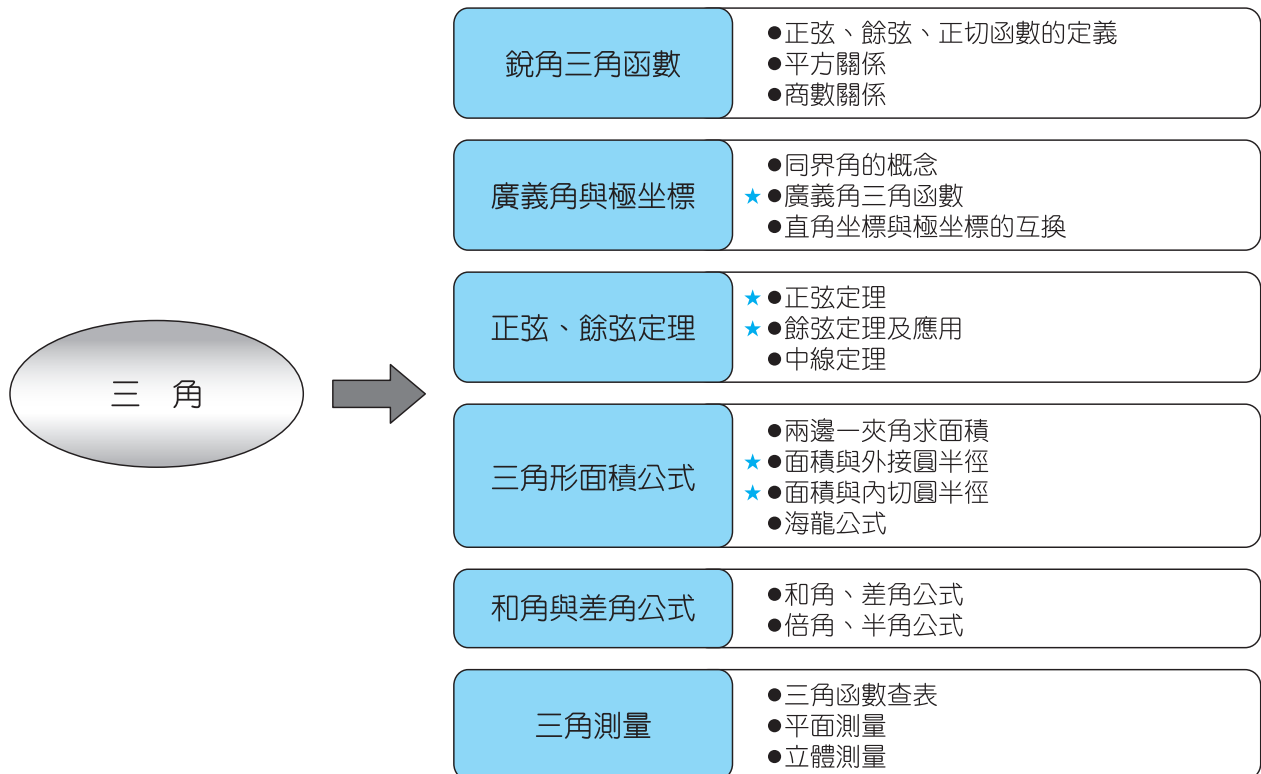 三 角
銳角三角函數
●正弦、餘弦、正切函數的定義
●平方關係
●商數關係
廣義角與極坐標
●同界角的概念
★●廣義角三角函數
●直角坐標與極坐標的互換
正弦、餘弦定理
★●正弦定理
★●餘弦定理及應用
●中線定理
三角形面積公式
●兩邊一夾角求面積
★●面積與外接圓半徑
★●面積與內切圓半徑
●海龍公式
和角與差角公式
●和角、差角公式
●倍角、半角公式
三角測量
●三角函數查表
●平面測量
●立體測量